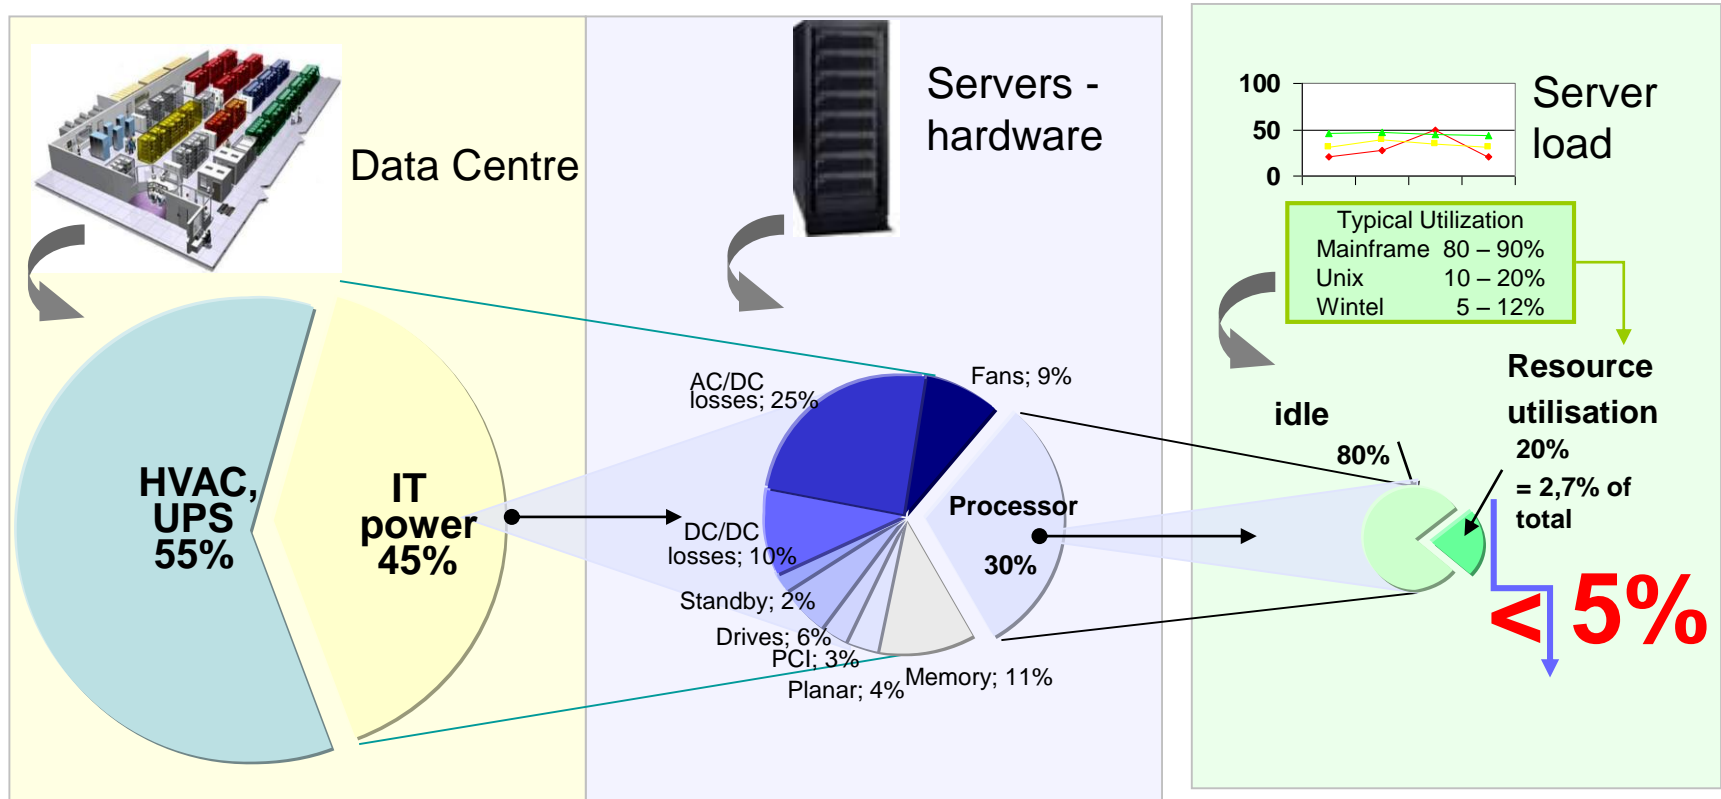 Data Centre
HVAC,
UPS
55%
IT
power
45%
Servers -
hardware
AC/DC
losses; 25%
Fans; 9%
DC/DC
losses; 10%
Standby; 2%
Drives; 6%
PCI; 3%
Planar; 4%
Memory; 11%
Processor
30%
Server
load
100
50
0
Typical Utilization
Mainframe 80 – 90%
Unix 10 – 20%
Wintel 5 – 12%
idle
80%
Resource
utilisation
20%
= 2,7% of
total
< 5%